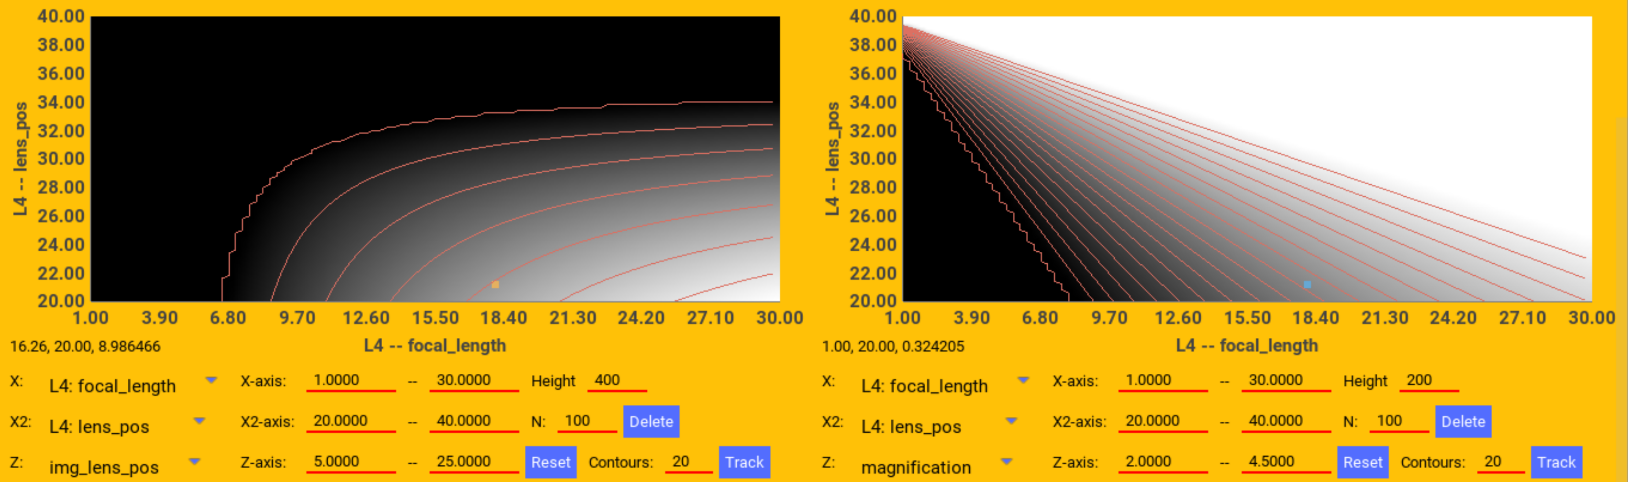 40.00
38.00
36.00
34.00
32.00
30.00
28.00
26.00
24.00
22.00
20.00
L4 -- lens_pos
1.00 3.90 6.80 9.70 12.60 15.50 18.40 21.30 24.20 27.10 30.00
16.26, 20.00, 8.986466
L4 -- focal_length
X: L4: focal_length X-axis: 1.0000 -- 30.0000 Height 400
X2: L4: lens_pos X2-axis: 20.0000 -- 40.0000 N: 100 Delete
Z: img_lens_pos Z-axis: 5.0000 -- 25.0000 Reset Contours: 20 Track
40.00
38.00
36.00
34.00
32.00
30.00
28.00
26.00
24.00
22.00
20.00
L4 -- lens_pos
1.00 3.90 6.80 9.70 12.60 15.50 18.40 21.30 24.20 27.10 30.00
1.00, 20.00, 0.324205
L4 -- focal_length
X: L4: focal_length X-axis: 1.0000 -- 30.0000 Height 200
X2: L4: lens_pos X2-axis: 20.0000 -- 40.0000 N: 100 Delete
Z: magnification Z-axis: 2.0000 -- 4.5000 Reset Contours: 20 Track